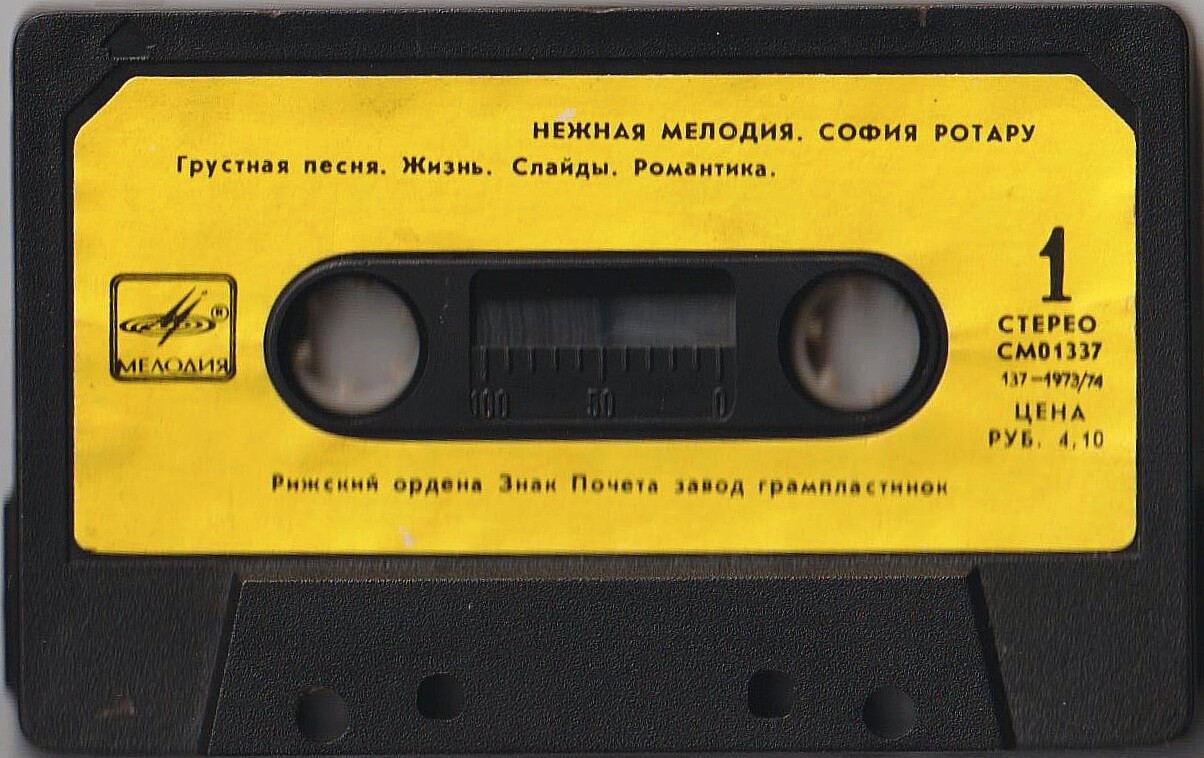 НЕЖНАЯ МЕЛОДИЯ. СОФИЯ РОТАРУ
Грустная песня. Жизнь. Слайды. Романтика.
1
СТЕРЕО
СМ01337
137—1973/74
ЦЕНА
РУБ. 4,10
МЕЛОДИЯ
®
100 50 0
Рижский ордена Знак Почета завод грампластинок